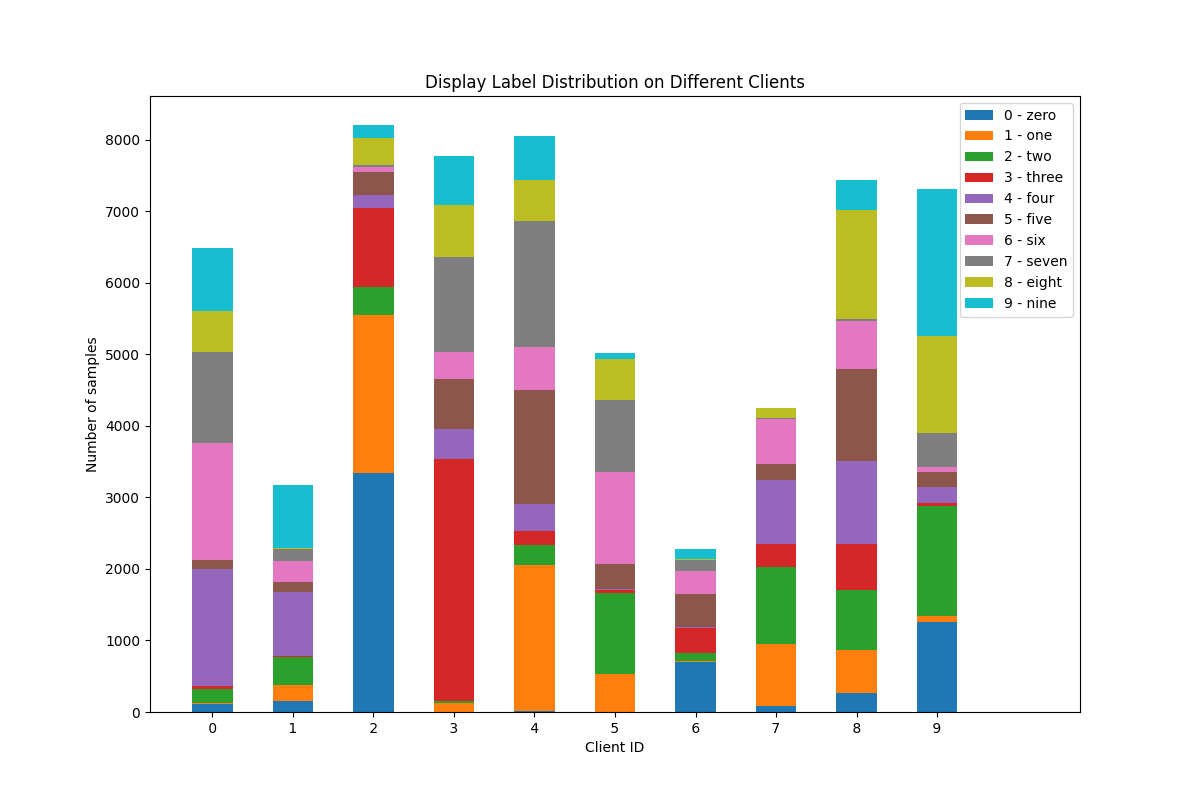 Display Label Distribution on Different Clients
0 - zero
1 - one
2 - two
3 - three
4 - four
5 - five
6 - six
7 - seven
8 - eight
9 - nine
Number of samples
8000
7000
6000
5000
4000
3000
2000
1000
0
0 1 2 3 4 5 6 7 8 9
Client ID